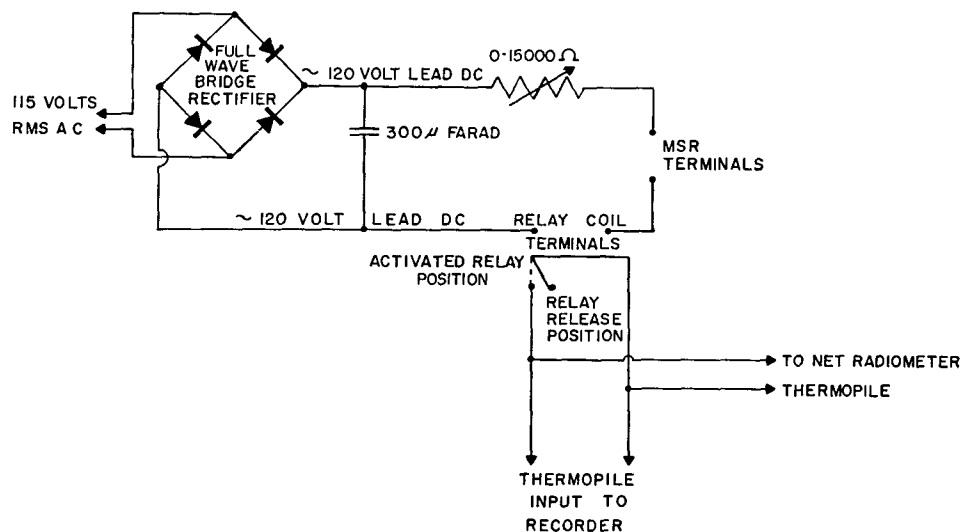 FULL
WAVE
BRIDGE
RECTIFIER
115 VOLTS
RMS A C
~ 120 VOLT LEAD DC
0-15000 Ω
300 μ FARAD
MSR
TERMINALS
~ 120 VOLT LEAD DC
RELAY COIL
TERMINALS
ACTIVATED RELAY
POSITION
RELAY
RELEASE
POSITION
TO NET RADIOMETER
THERMOPILE
THERMOPILE
INPUT TO
RECORDER